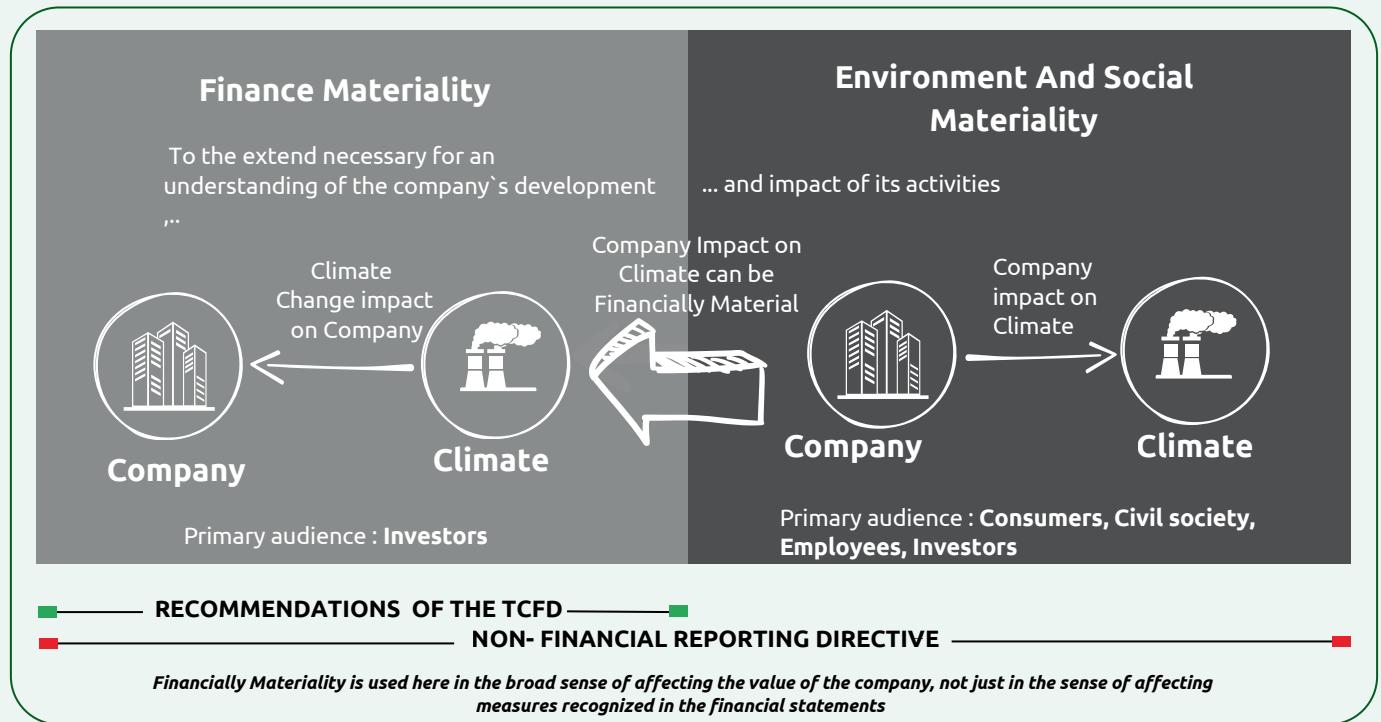 Finance Materiality
To the extend necessary for an
understanding of the company`s development
,..
Climate
Change impact
on Company
Company
Climate
Primary audience : Investors
Company Impact on
Climate can be
Financially Material
Environment And Social
Materiality
... and impact of its activities
Company
impact on
Climate
Company
Climate
Primary audience : Consumers, Civil society,
Employees, Investors
RECOMMENDATIONS OF THE TCFD
NON- FINANCIAL REPORTING DIRECTIVE
Financially Materiality is used here in the broad sense of affecting the value of the company, not just in the sense of affecting
measures recognized in the financial statements